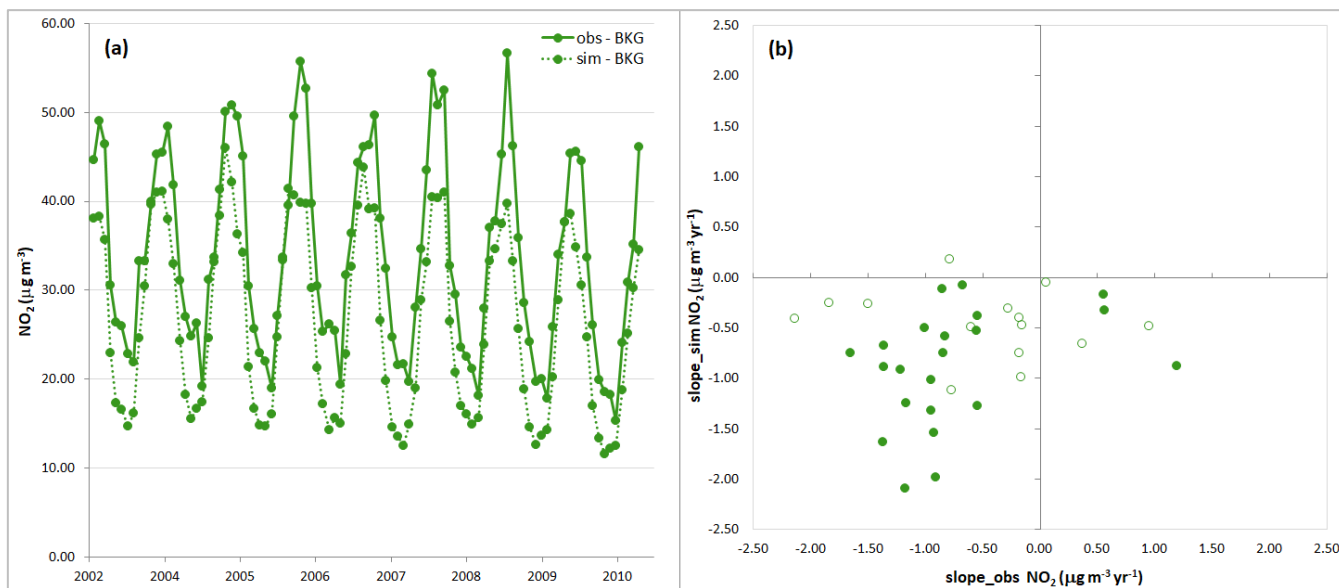 (a)
obs - BKG
sim - BKG
NO₂ (µg m⁻³)
60.00
50.00
40.00
30.00
20.00
10.00
0.00
2002 2004 2005 2006 2007 2008 2009 2010
(b)
slope_sim NO₂ (µg m⁻³ yr⁻¹)
2.50
2.00
1.50
1.00
0.50
0.00
-0.50
-1.00
-1.50
-2.00
-2.50
-2.50 -2.00 -1.50 -1.00 -0.50 0.00 0.50 1.00 1.50 2.00 2.50
slope_obs NO₂ (µg m⁻³ yr⁻¹)